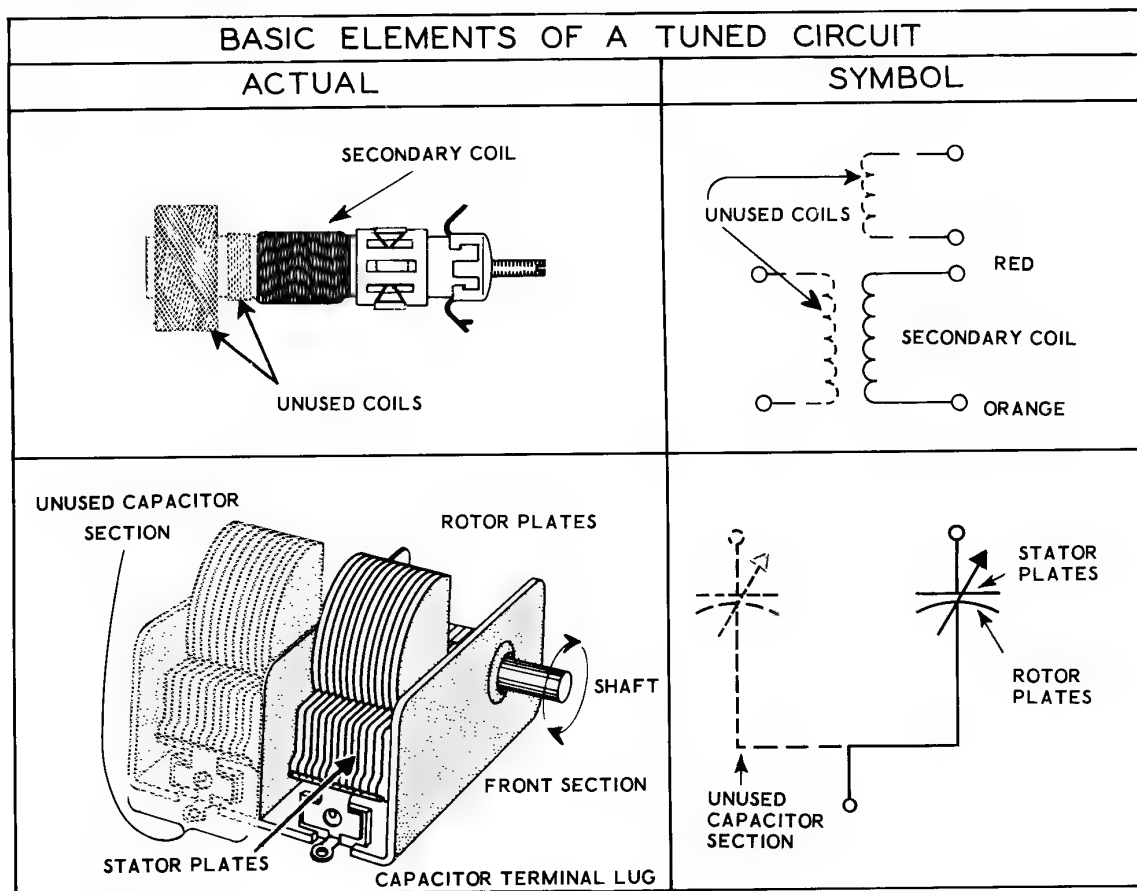 BASIC ELEMENTS OF A TUNED CIRCUIT
ACTUAL
SYMBOL
SECONDARY COIL
UNUSED COILS
UNUSED COILS
RED
SECONDARY COIL
ORANGE
UNUSED CAPACITOR
SECTION
ROTOR PLATES
SHAFT
FRONT SECTION
STATOR PLATES
CAPACITOR TERMINAL LUG
STATOR
PLATES
ROTOR
PLATES
UNUSED
CAPACITOR
SECTION